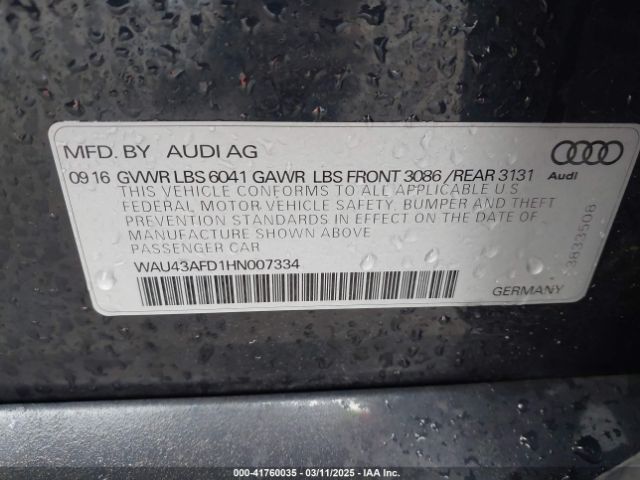 MFD. BY AUDI AG
09 16 GVWR LBS 6041 GAWR LBS FRONT 3086 /REAR 3131
THIS VEHICLE CONFORMS TO ALL APPLICABLE U S
FEDERAL MOTOR VEHICLE SAFETY, BUMPER AND THEFT
PREVENTION STANDARDS IN EFFECT ON THE DATE OF
MANUFACTURE SHOWN ABOVE
PASSENGER CAR
WAU43AFD1HN007334
Audi
3833508
GERMANY
000-41760035 — 03/11/2025 — IAA Inc.